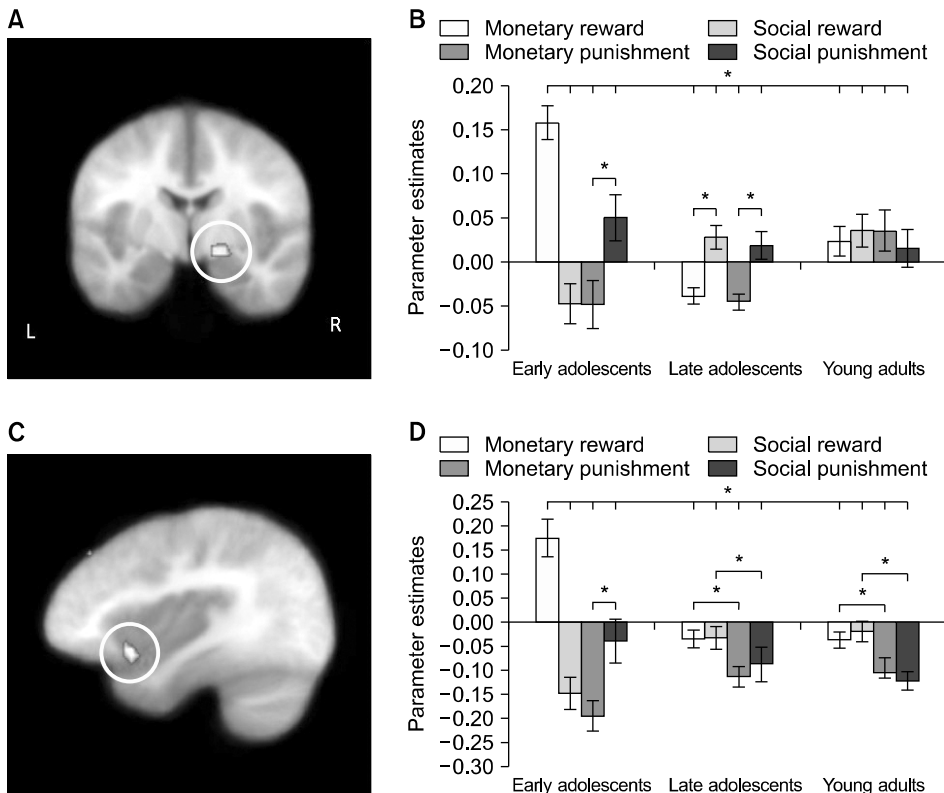 A
L
R
B
Monetary reward
Social reward
Monetary punishment
Social punishment
*
0.20
0.15
0.10
0.05
0.00
−0.05
−0.10
Parameter estimates
*
*
*
Early adolescents
Late adolescents
Young adults
C
D
Monetary reward
Social reward
Monetary punishment
Social punishment
*
0.25
0.20
0.15
0.10
0.05
0.00
−0.05
−0.10
−0.15
−0.20
−0.25
−0.30
Parameter estimates
*
*
*
*
*
Early adolescents
Late adolescents
Young adults